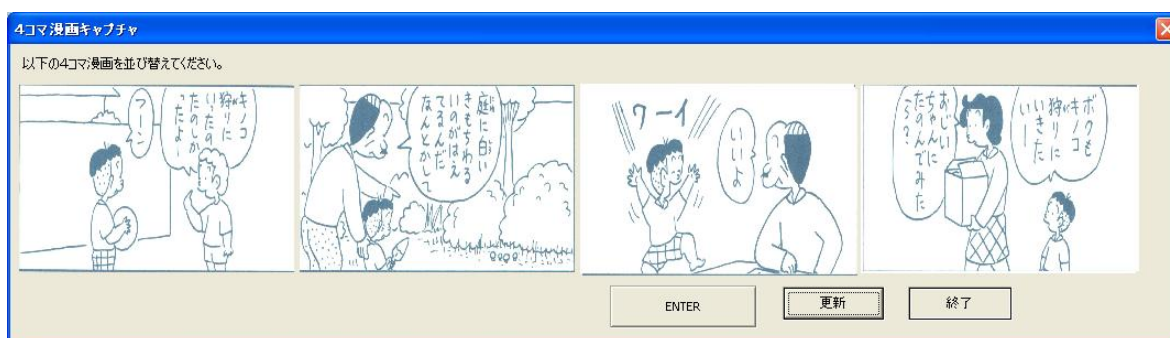 4コマ漫画キャプチャ
以下の4コマ漫画を並び替えてください。
キノコ
狩りに
いったの
たのしか
ったよー
フーン
庭に白い
きもちわる
いのがはえ
てるんだ
なんとかして
いいよ
ワーイ
ボクも
キノコ
狩りに
いきた
いー
おじい
ちゃんに
たのんでみた
ら?
ENTER
更新
終了